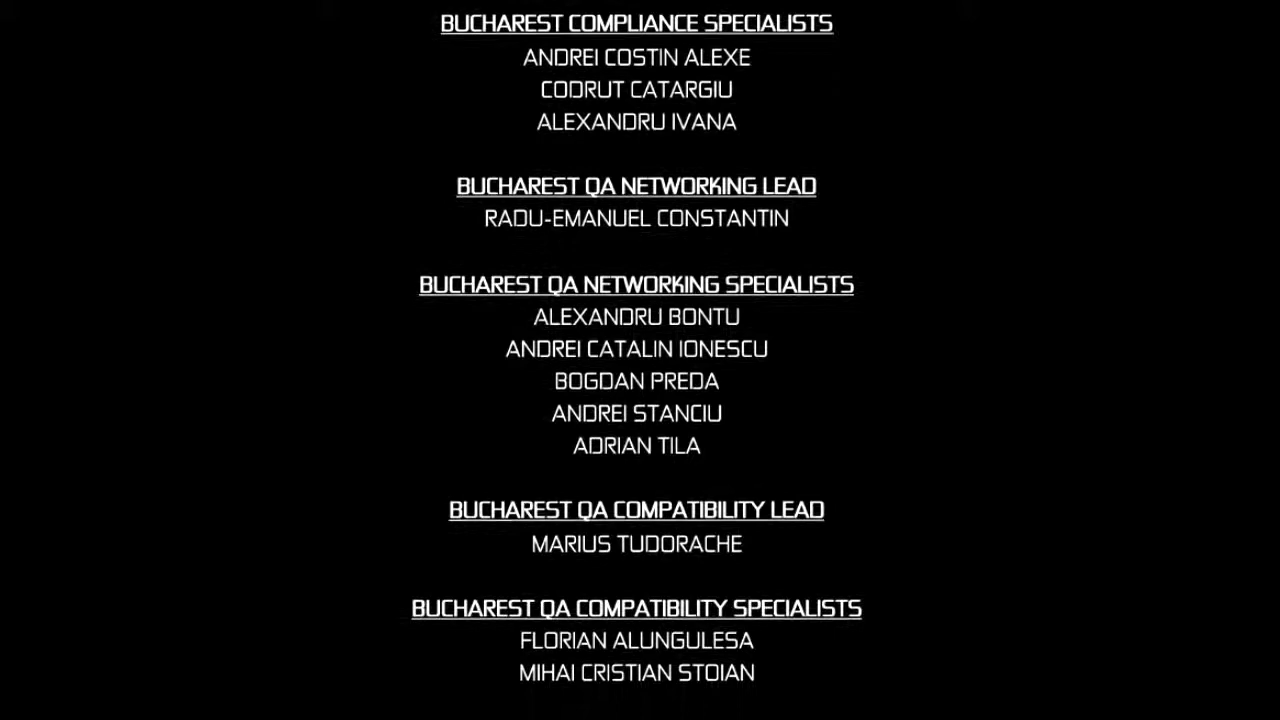 BUCHAREST COMPLIANCE SPECIALISTS
ANDREI COSTIN ALEXE
CODRUT CATARGIU
ALEXANDRU IVANA
BUCHAREST QA NETWORKING LEAD
RADU-EMANUEL CONSTANTIN
BUCHAREST QA NETWORKING SPECIALISTS
ALEXANDRU BONTU
ANDREI CATALIN IONESCU
BOGDAN PREDA
ANDREI STANCIU
ADRIAN TILA
BUCHAREST QA COMPATIBILITY LEAD
MARIUS TUDORACHE
BUCHAREST QA COMPATIBILITY SPECIALISTS
FLORIAN ALUNGULESA
MIHAI CRISTIAN STOIAN